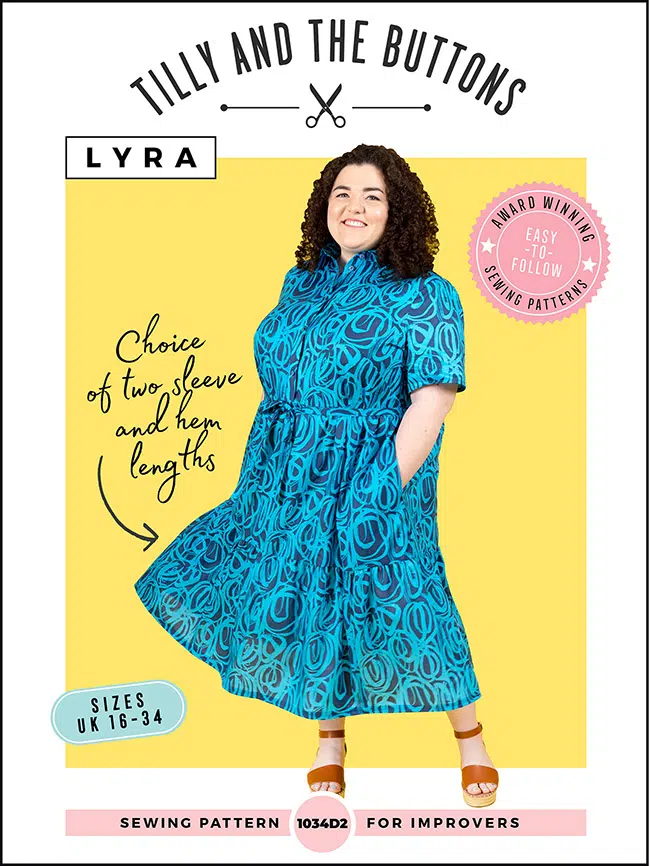 TILLY AND THE BUTTONS
LYRA
AWARD WINNING
EASY
-TO-
FOLLOW
SEWING PATTERNS
Choice
of two sleeve
and hem
lengths
SIZES
UK 16-34
SEWING PATTERN 1034D2 FOR IMPROVERS